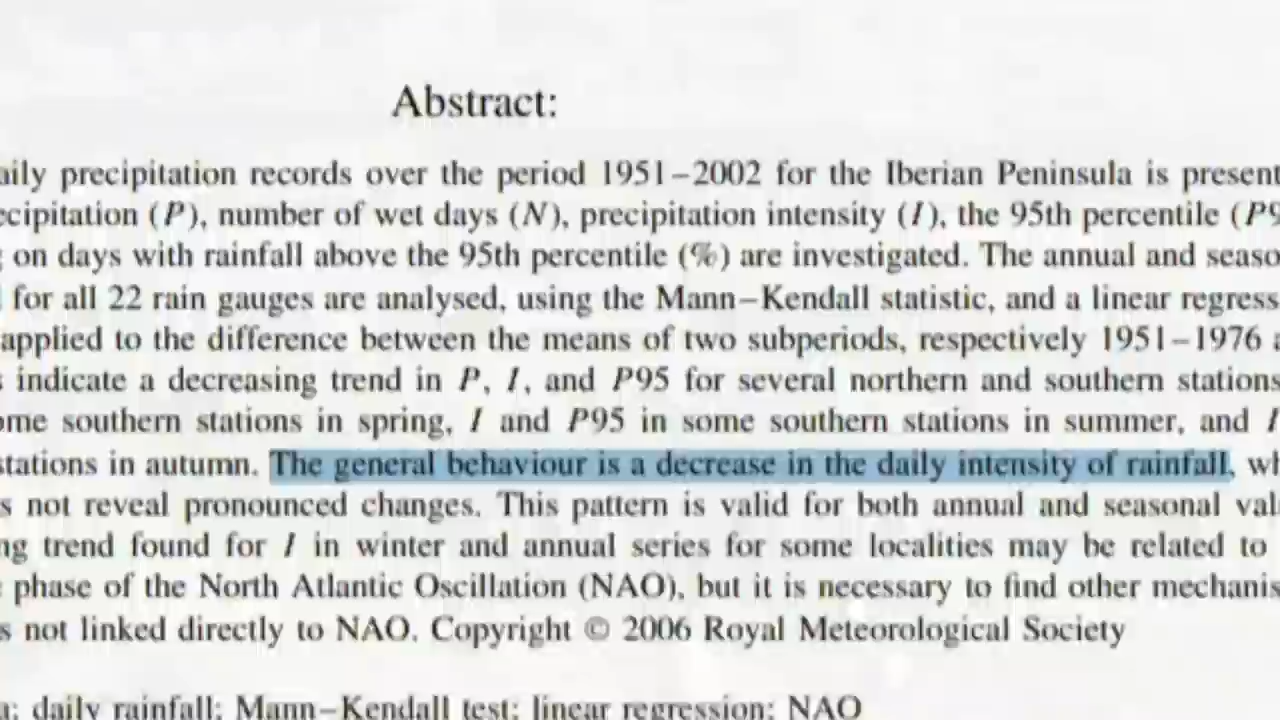 Abstract:
aily precipitation records over the period 1951–2002 for the Iberian Peninsula is present
ecipitation (P), number of wet days (N), precipitation intensity (I), the 95th percentile (P9
on days with rainfall above the 95th percentile (%) are investigated. The annual and seaso
for all 22 rain gauges are analysed, using the Mann–Kendall statistic, and a linear regress
applied to the difference between the means of two subperiods, respectively 1951–1976 a
s indicate a decreasing trend in P, I, and P95 for several northern and southern stations
ome southern stations in spring, I and P95 in some southern stations in summer, and I
stations in autumn. The general behaviour is a decrease in the daily intensity of rainfall, wh
s not reveal pronounced changes. This pattern is valid for both annual and seasonal val
ng trend found for I in winter and annual series for some localities may be related to
phase of the North Atlantic Oscillation (NAO), but it is necessary to find other mechanis
s not linked directly to NAO. Copyright © 2006 Royal Meteorological Society
a; daily rainfall; Mann–Kendall test; linear regression; NAO